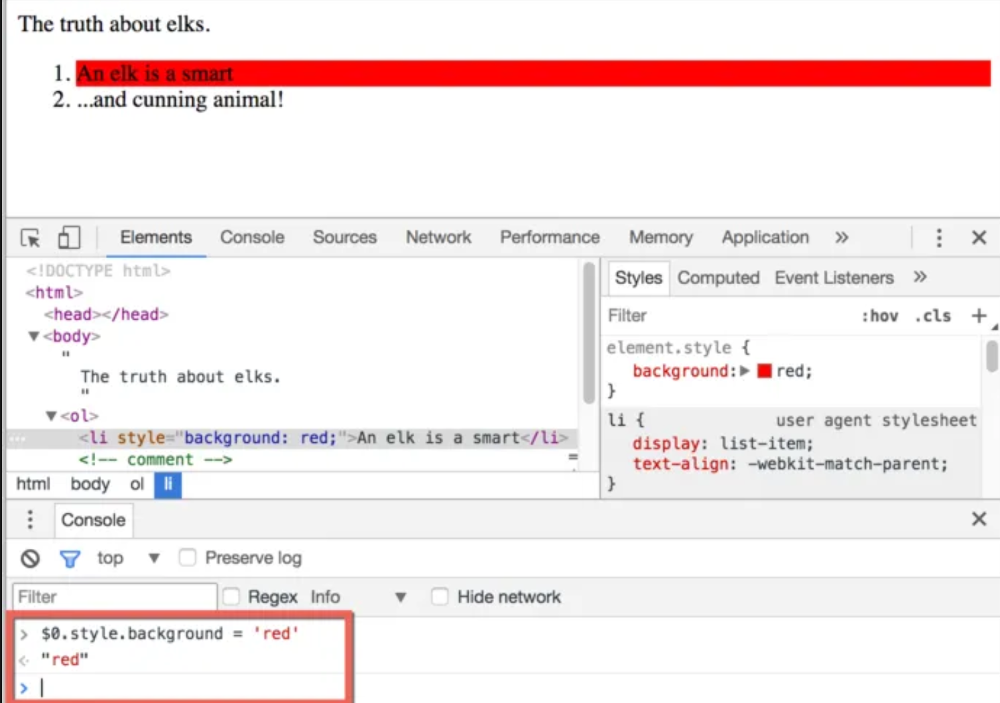 The truth about elks.
1. An elk is a smart
2. ...and cunning animal!
Elements Console Sources Network Performance Memory Application »
<!DOCTYPE html>
<html>
<head></head>
▼<body>
"
The truth about elks.
"
▼<ol>
... <li style="background: red;">An elk is a smart</li>
<!-- comment -->
html body ol li
Styles Computed Event Listeners »
Filter :hov .cls +
element.style {
background:▶ red;
}
li { user agent stylesheet
display: list-item;
text-align: -webkit-match-parent;
}
Console
top ▼ Preserve log
Filter Regex Info ▼ Hide network
> $0.style.background = 'red'
<· "red"
>